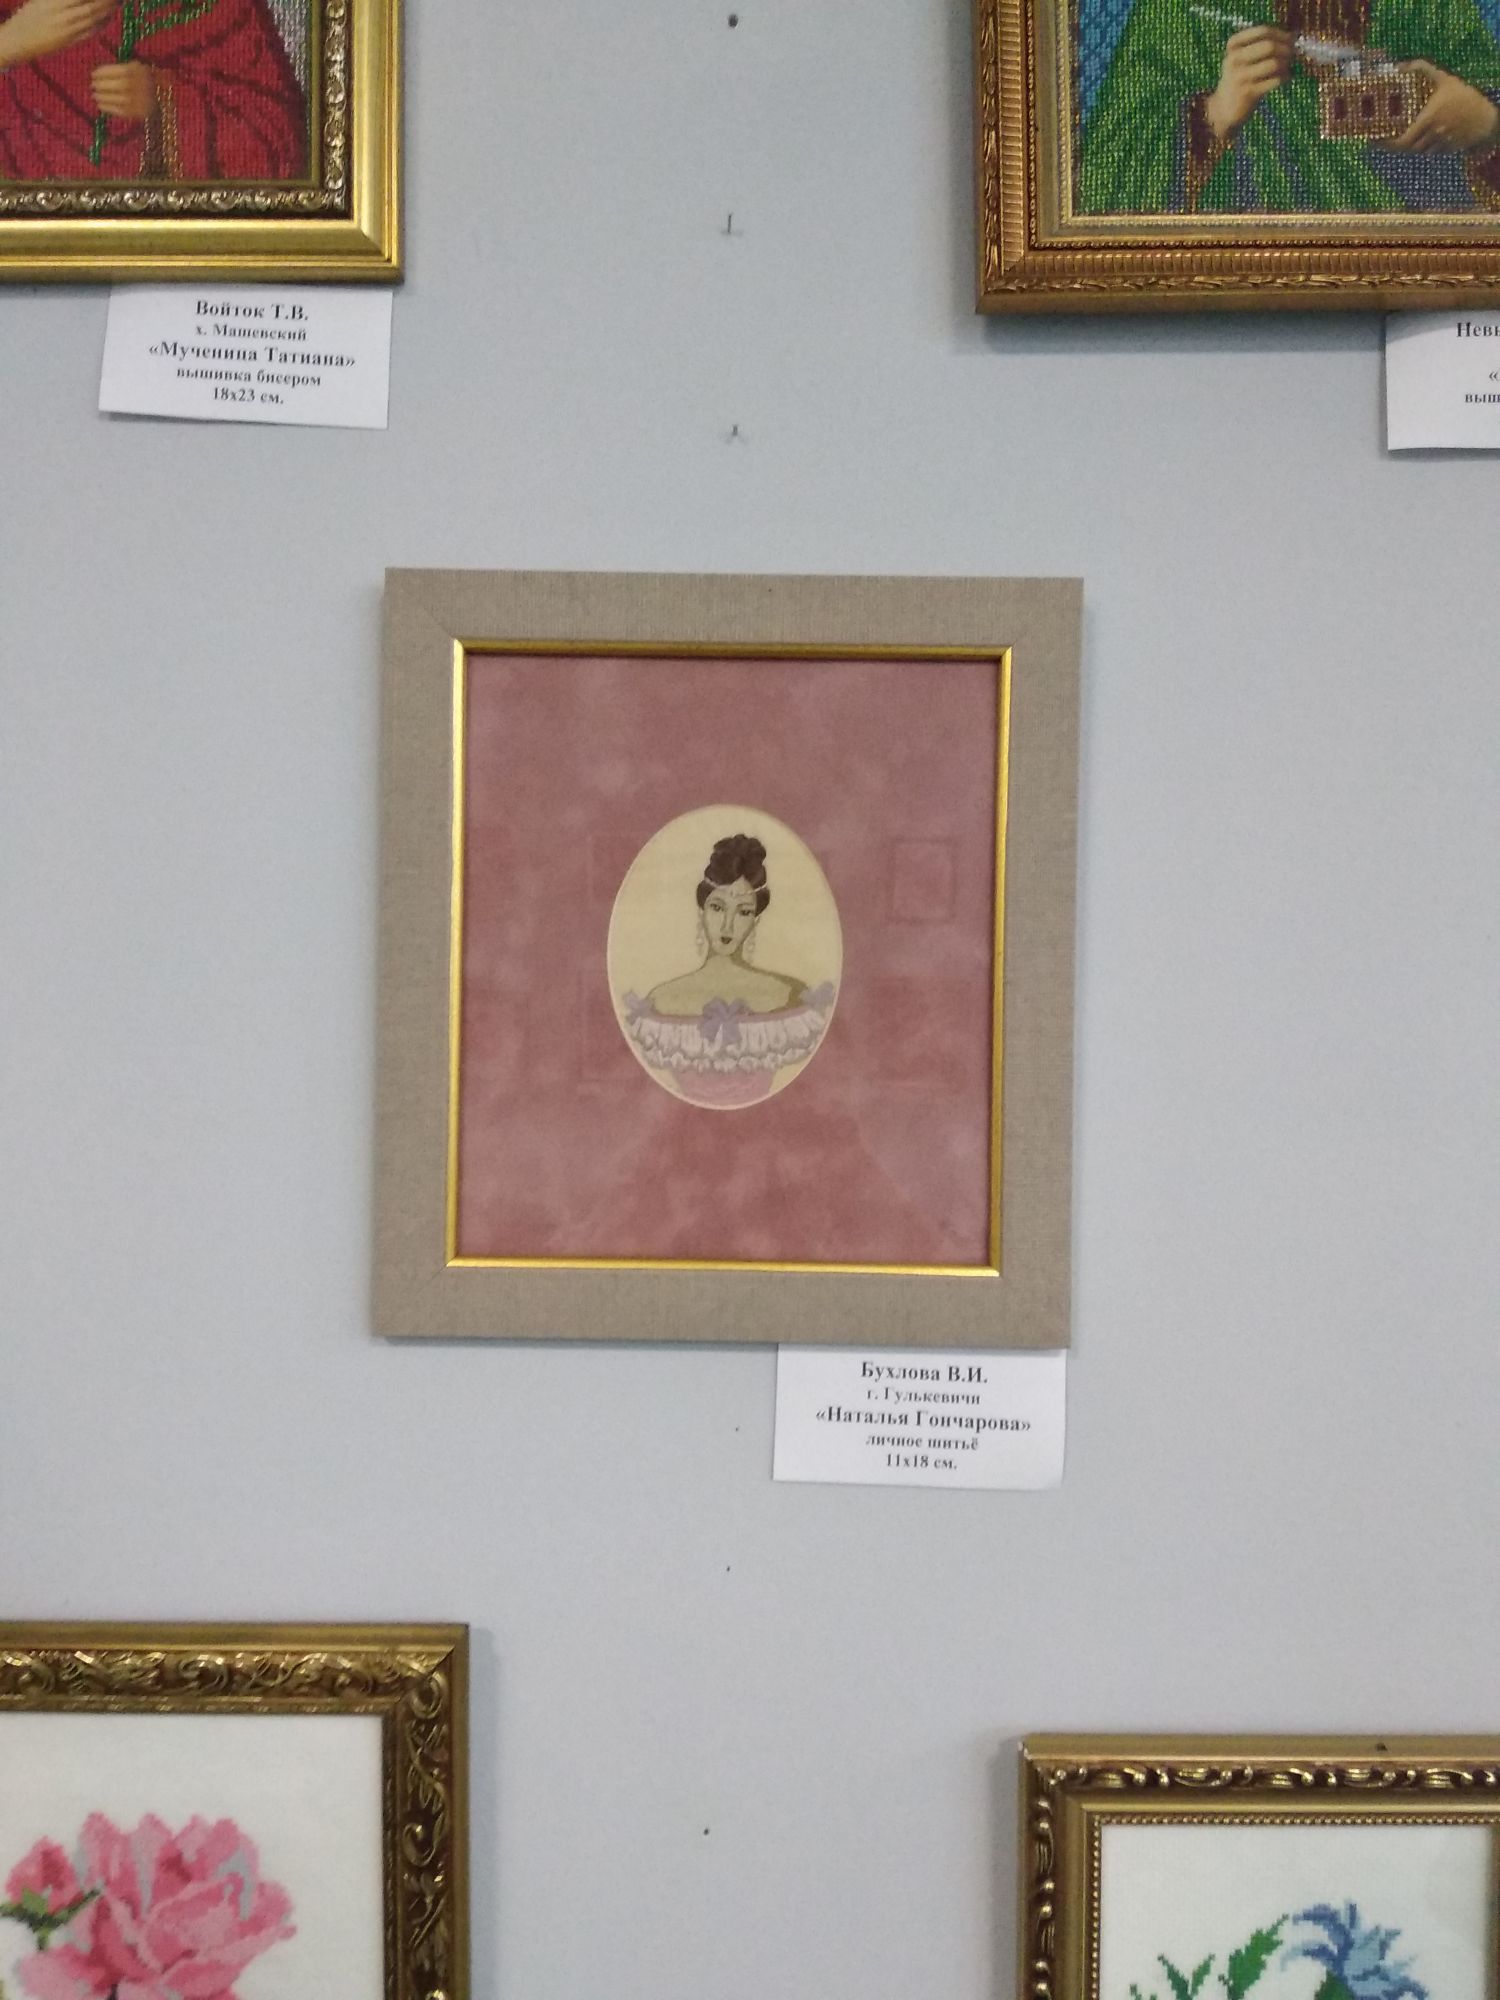 Войток Т.В.
х. Машевский
«Мученица Татиана»
вышивка бисером
18х23 см.
Бухлова В.И.
г. Гулькевичи
«Наталья Гончарова»
личное шитьё
11х18 см.